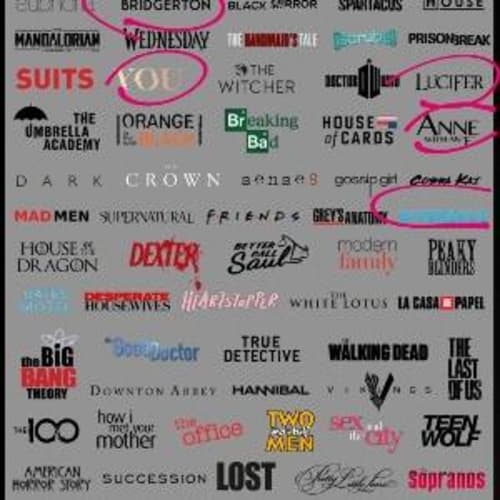 euphoria BRIDGERTON BLACK MIRROR SPARTACUS HOUSE
THE MANDALORIAN WEDNESDAY THE HANDMAID'S TALE Scrubs PRISON BREAK
SUITS YOU THE WITCHER DOCTOR WHO LUCIFER
THE UMBRELLA ACADEMY ORANGE is the new BLACK Breaking Bad HOUSE of CARDS ANNE WITH AN E
DARK THE CROWN sense8 gossip girl COBRA KAI
MAD MEN SUPERNATURAL FRIENDS GREY'S ANATOMY
HOUSE OF THE DRAGON DEXTER BETTER CALL Saul modern family PEAKY BLINDERS
DESPERATE HOUSEWIVES HEARTSTOPPER THE WHITE LOTUS LA CASA DE PAPEL
the BiG BANG THEORY the Good Doctor TRUE DETECTIVE THE WALKING DEAD THE LAST OF US
DOWNTON ABBEY HANNIBAL VIKINGS
THE 100 how i met your mother the office TWO and a half MEN sex and the city TEEN WOLF
AMERICAN HORROR STORY SUCCESSION LOST Pretty Little Liars The Sopranos